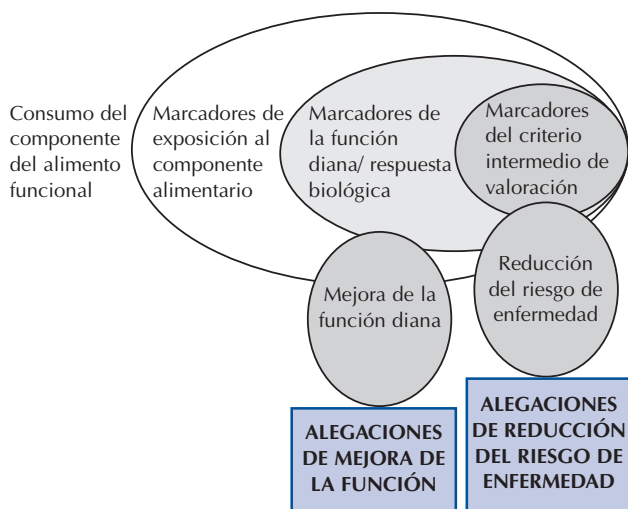 Consumo del
componente
del alimento
funcional
Marcadores de
exposición al
componente
alimentario
Marcadores de
la función
diana/ respuesta
biológica
Marcadores
del criterio
intermedio de
valoración
Mejora de la
función diana
Reducción
del riesgo de
enfermedad
ALEGACIONES
DE MEJORA DE
LA FUNCIÓN
ALEGACIONES
DE REDUCCIÓN
DEL RIESGO DE
ENFERMEDAD